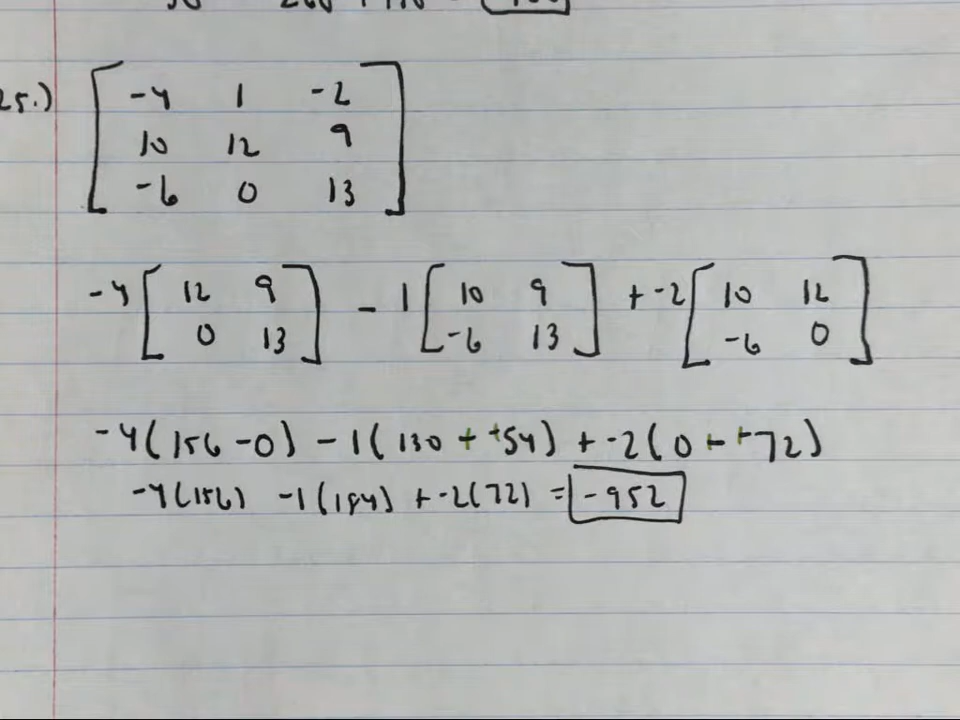 25.) [ -4 1 -2
10 12 9
-6 0 13 ]
-4 [ 12 9 - 1 [ 10 9 + -2 [ 10 12
0 13 ] -6 13 ] -6 0 ]
-4(156 - 0) - 1(130 + +54) + -2(0 + +72)
-4(156) - 1(184) + -2(72) = -952